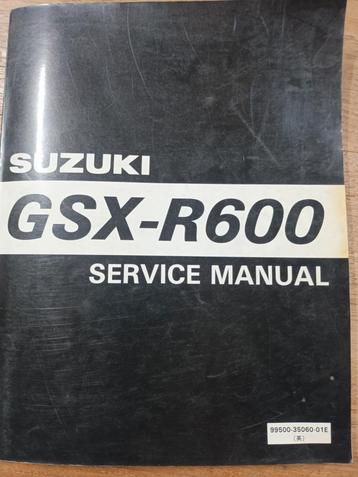 SUZUKI
GSX-R600
SERVICE MANUAL
99500-35060-01E
(英)